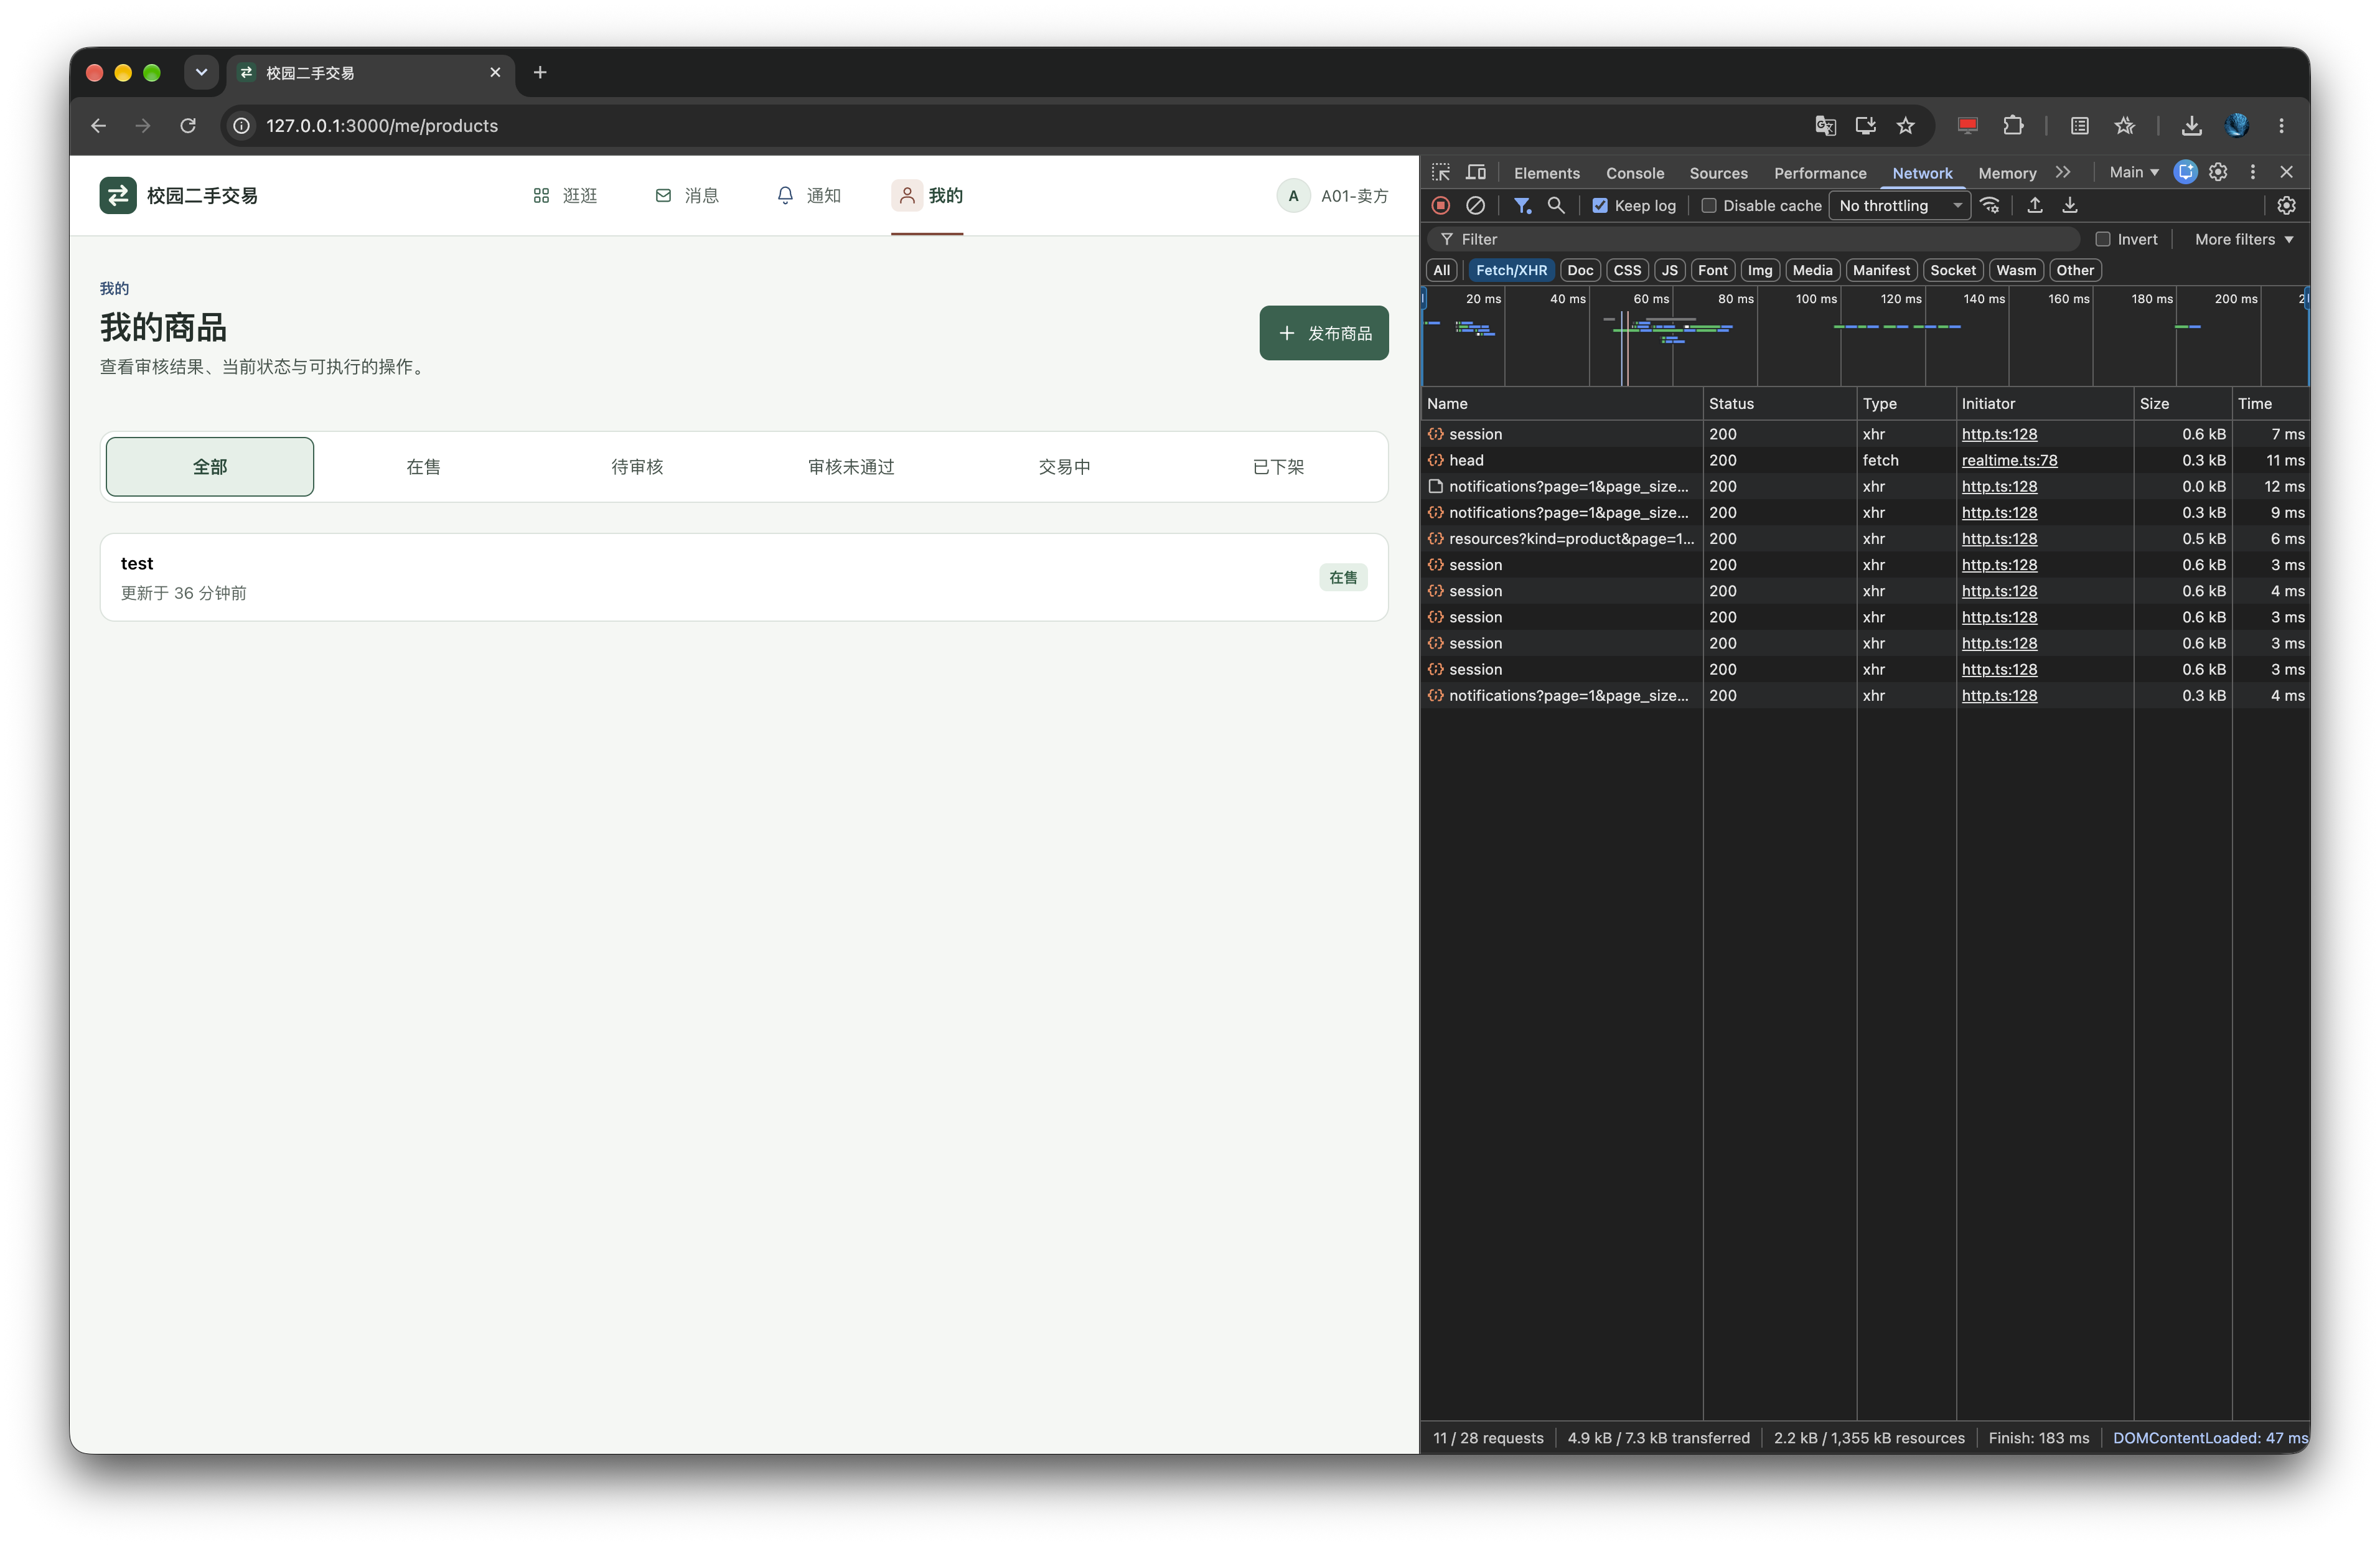 校园二手交易
127.0.0.1:3000/me/products
校园二手交易
逛逛
消息
通知
我的
A
A01-卖方
我的
我的商品
查看审核结果、当前状态与可执行的操作。
发布商品
全部
在售
待审核
审核未通过
交易中
已下架
test
更新于 36 分钟前
在售
Elements Console Sources Performance Network Memory Main
Keep log Disable cache No throttling
Filter Invert More filters
All Fetch/XHR Doc CSS JS Font Img Media Manifest Socket Wasm Other
20 ms 40 ms 60 ms 80 ms 100 ms 120 ms 140 ms 160 ms 180 ms 200 ms 2
Name Status Type Initiator Size Time
session 200 xhr http.ts:128 0.6 kB 7 ms
head 200 fetch realtime.ts:78 0.3 kB 11 ms
notifications?page=1&page_size... 200 xhr http.ts:128 0.0 kB 12 ms
notifications?page=1&page_size... 200 xhr http.ts:128 0.3 kB 9 ms
resources?kind=product&page=1... 200 xhr http.ts:128 0.5 kB 6 ms
session 200 xhr http.ts:128 0.6 kB 3 ms
session 200 xhr http.ts:128 0.6 kB 4 ms
session 200 xhr http.ts:128 0.6 kB 3 ms
session 200 xhr http.ts:128 0.6 kB 3 ms
session 200 xhr http.ts:128 0.6 kB 3 ms
notifications?page=1&page_size... 200 xhr http.ts:128 0.3 kB 4 ms
11 / 28 requests 4.9 kB / 7.3 kB transferred 2.2 kB / 1,355 kB resources Finish: 183 ms DOMContentLoaded: 47 ms